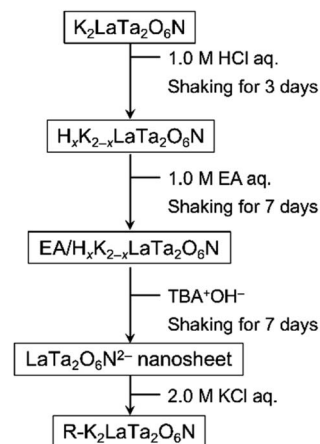 K₂LaTa₂O₆N
1.0 M HCl aq.
Shaking for 3 days
HₓK₂₋ₓLaTa₂O₆N
1.0 M EA aq.
Shaking for 7 days
EA/HₓK₂₋ₓLaTa₂O₆N
TBA⁺OH⁻
Shaking for 7 days
LaTa₂O₆N²⁻ nanosheet
2.0 M KCl aq.
R-K₂LaTa₂O₆N